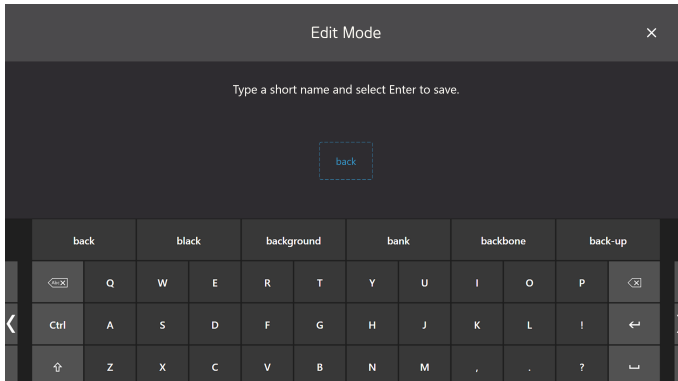 Edit Mode
Type a short name and select Enter to save.
back
back black background bank backbone back-up
Abc Q W E R T Y U I O P
Ctrl A S D F G H J K L !
Z X C V B N M , . ?